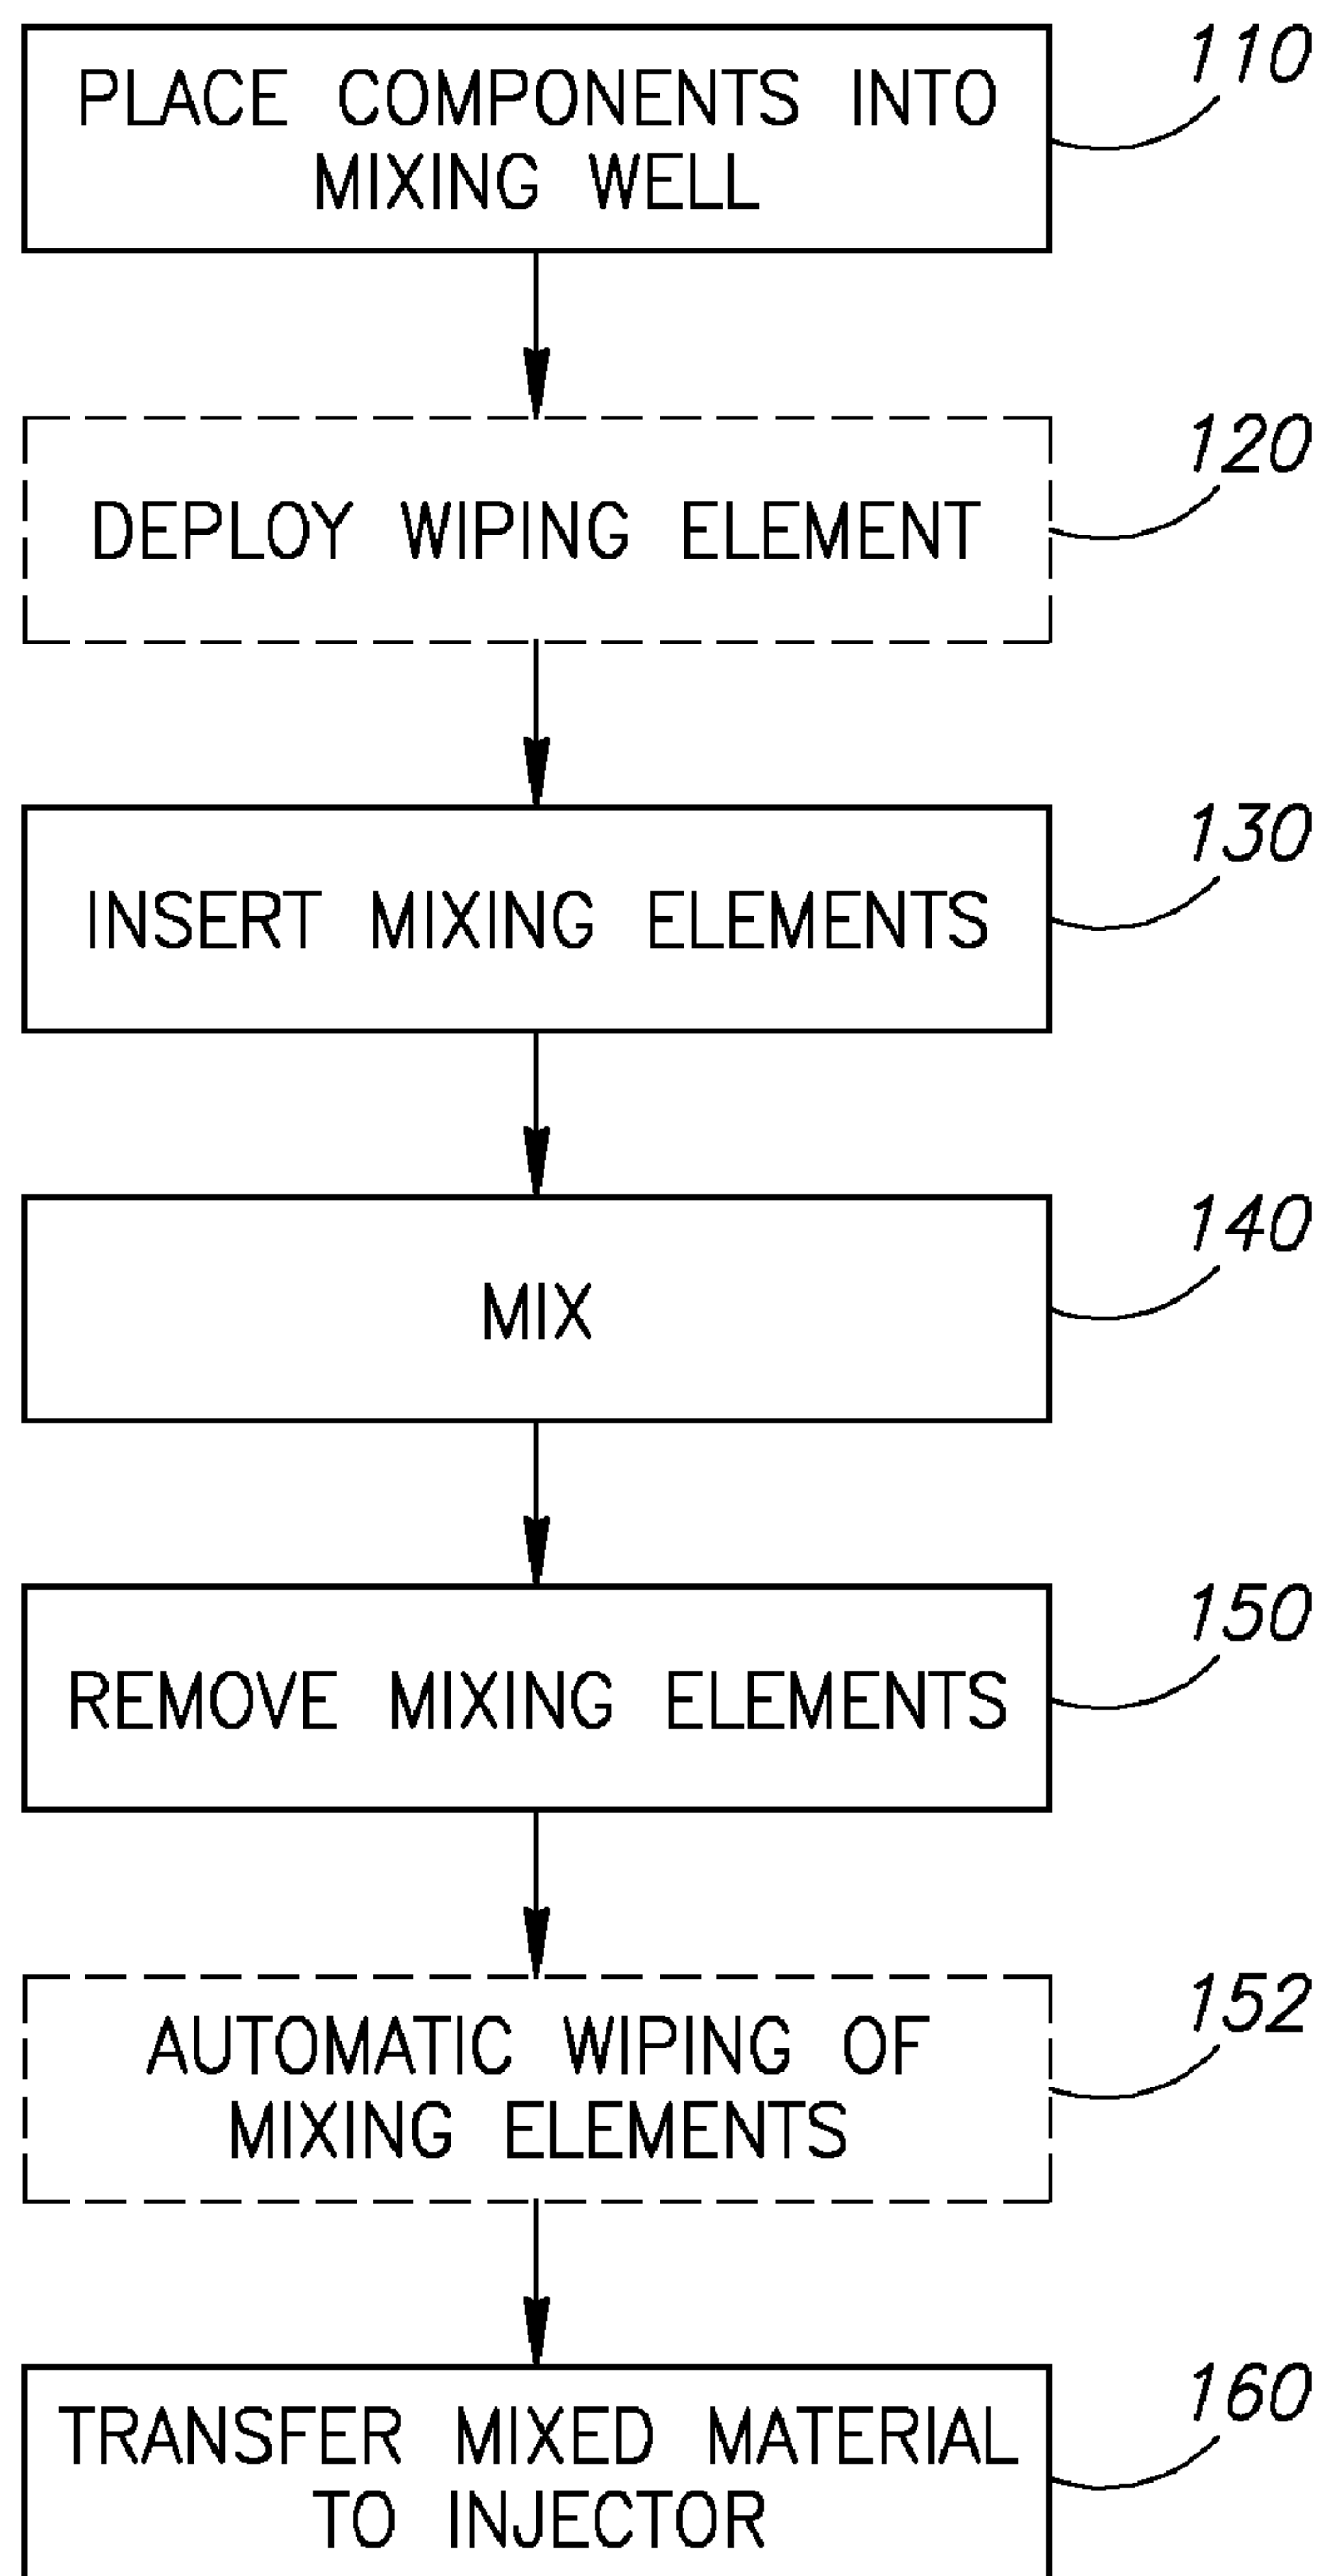 PLACE COMPONENTS INTO
MIXING WELL
110
DEPLOY WIPING ELEMENT
120
INSERT MIXING ELEMENTS
130
MIX
140
REMOVE MIXING ELEMENTS
150
AUTOMATIC WIPING OF
MIXING ELEMENTS
152
TRANSFER MIXED MATERIAL
TO INJECTOR
160